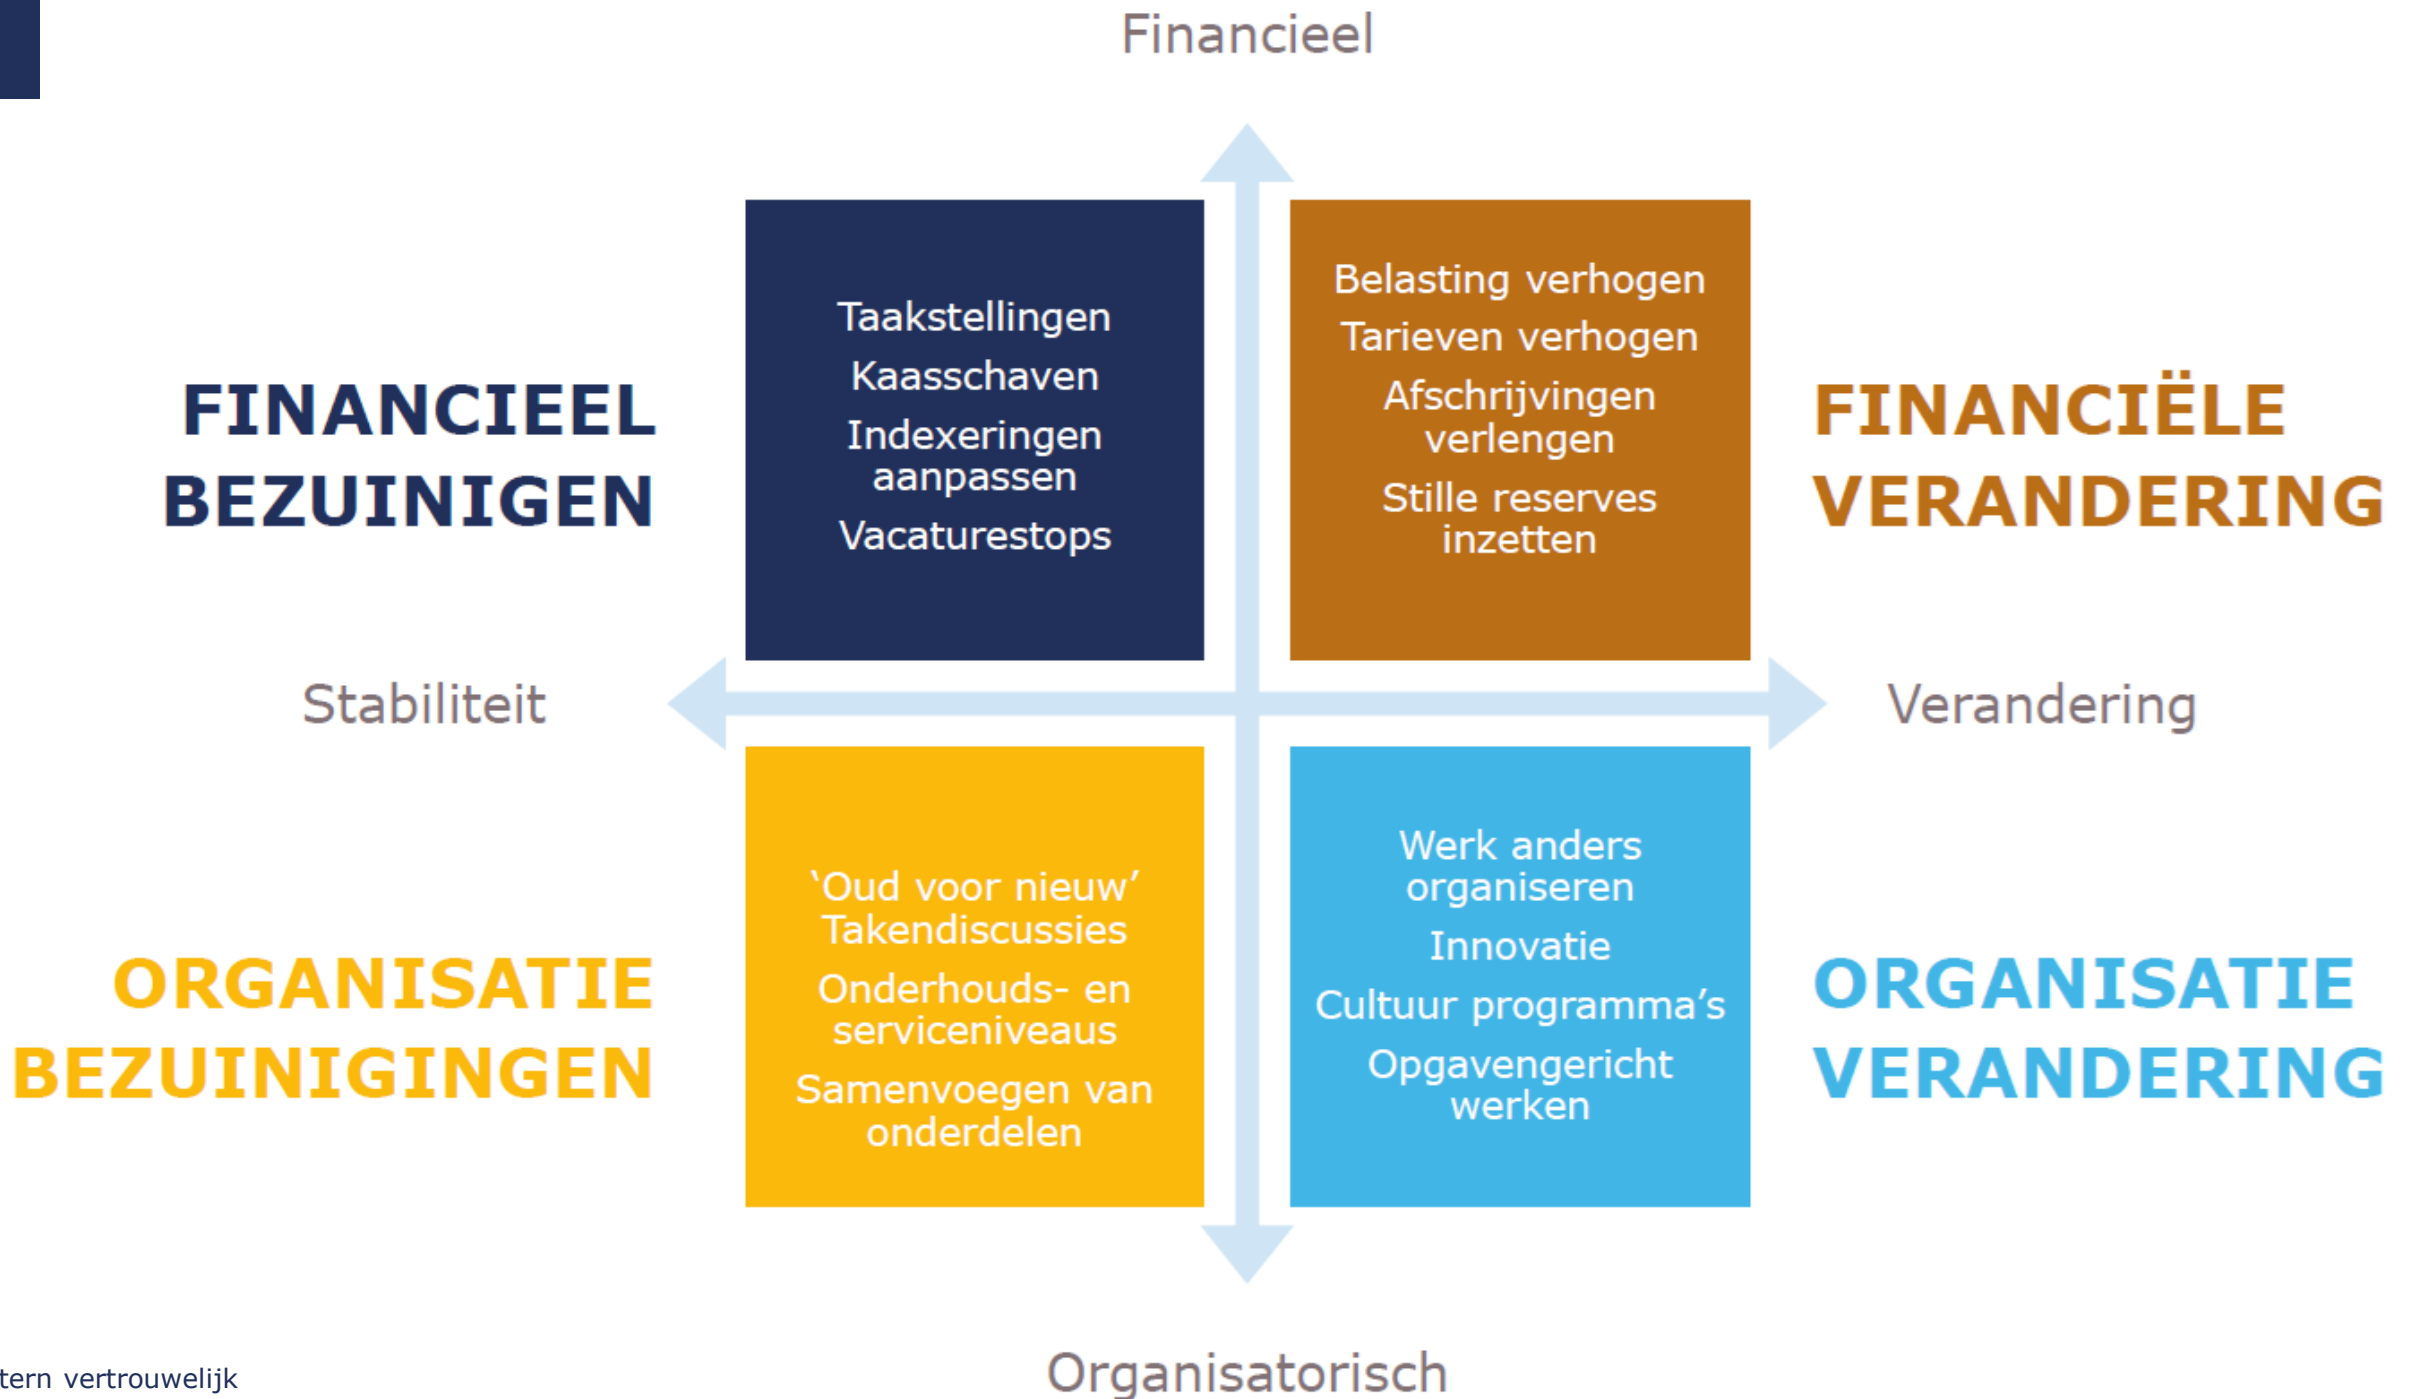 Financieel
FINANCIEEL
BEZUINIGEN
Taakstellingen
Kaasschaven
Indexeringen
aanpassen
Vacaturestops
Belasting verhogen
Tarieven verhogen
Afschrijvingen
verlengen
Stille reserves
inzetten
FINANCIËLE
VERANDERING
Stabiliteit
Verandering
ORGANISATIE
BEZUINIGINGEN
‘Oud voor nieuw’
Takendiscussies
Onderhouds- en
serviceniveaus
Samenvoegen van
onderdelen
Werk anders
organiseren
Innovatie
Cultuur programma’s
Opgavengericht
werken
ORGANISATIE
VERANDERING
Organisatorisch
tern vertrouwelijk